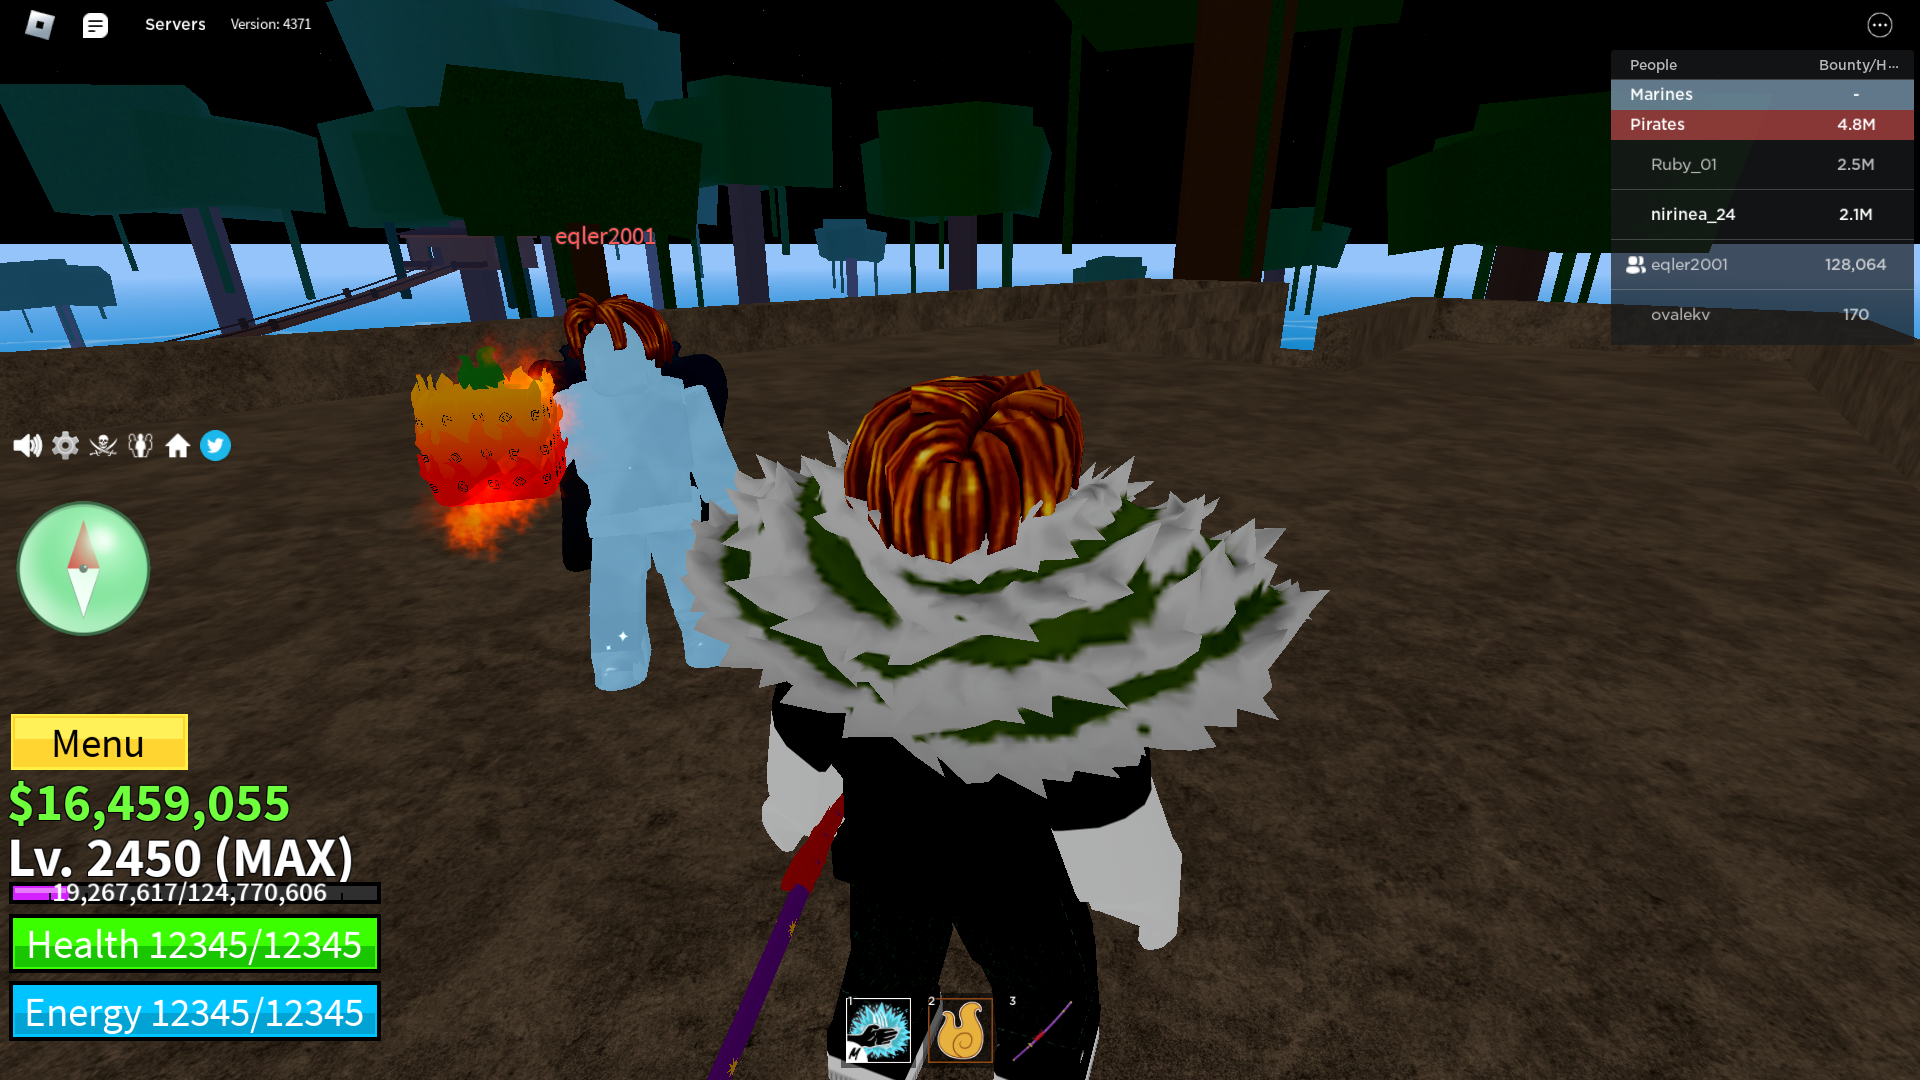 Servers Version: 4371
People Bounty/H...
Marines -
Pirates 4.8M
Ruby_01 2.5M
nirinea_24 2.1M
eqler2001 128,064
ovalekv 170
eqler2001
Menu
$16,459,055
Lv. 2450 (MAX)
19,267,617/124,770,606
Health 12345/12345
Energy 12345/12345
1 2 3
M